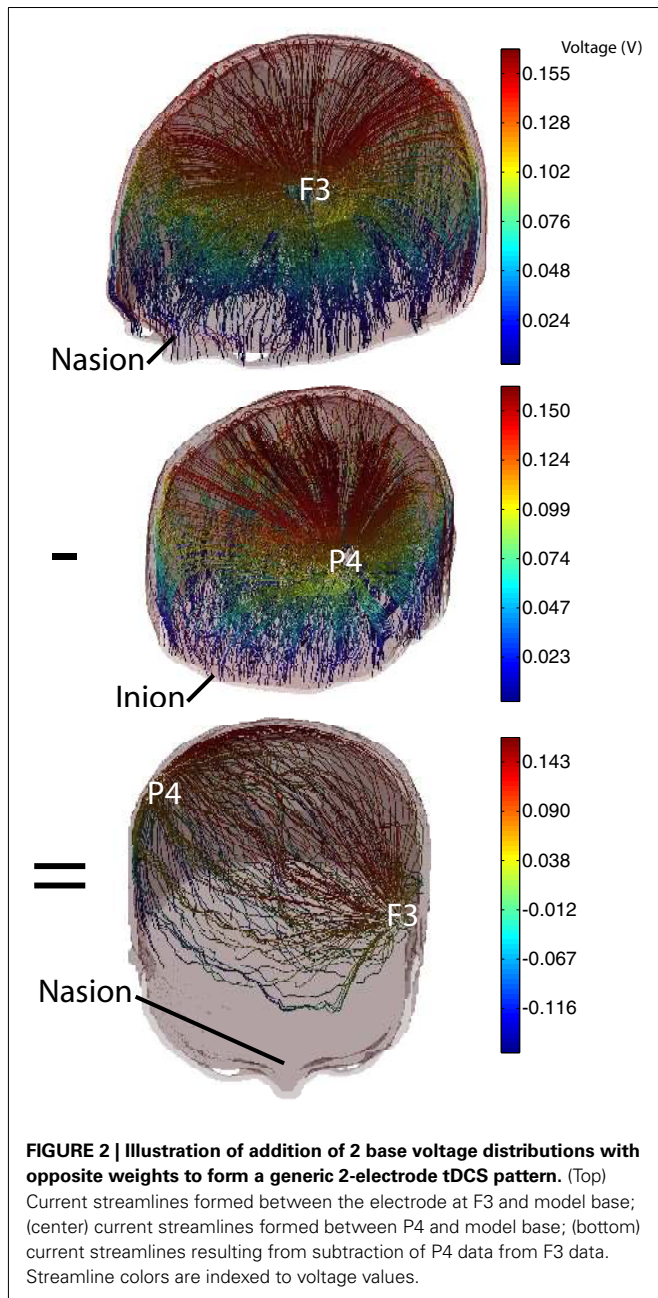 Voltage (V)
0.155
0.128
0.102
0.076
0.048
0.024
F3
Nasion
0.150
0.124
0.099
0.074
0.047
0.023
-
P4
Inion
0.143
0.090
0.038
-0.012
-0.067
-0.116
P4
=
F3
Nasion
FIGURE 2 | Illustration of addition of 2 base voltage distributions with
opposite weights to form a generic 2-electrode tDCS pattern. (Top)
Current streamlines formed between the electrode at F3 and model base;
(center) current streamlines formed between P4 and model base; (bottom)
current streamlines resulting from subtraction of P4 data from F3 data.
Streamline colors are indexed to voltage values.